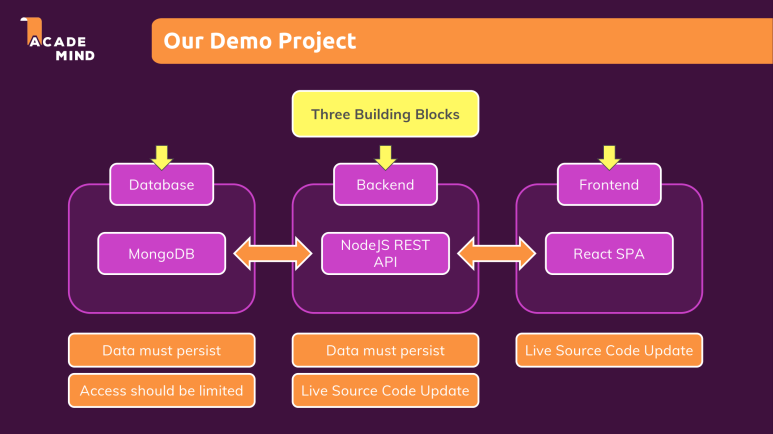 ACADE
MIND
Our Demo Project
Three Building Blocks
Database
Backend
Frontend
MongoDB
NodeJS REST
API
React SPA
Data must persist
Data must persist
Live Source Code Update
Access should be limited
Live Source Code Update